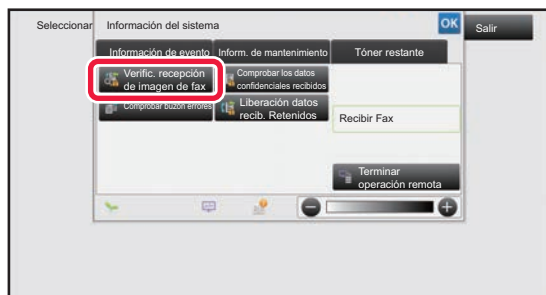 Seleccionar
Información del sistema
OK
Salir
Información de evento
Inform. de mantenimiento
Tóner restante
Verific. recepción
de imagen de fax
Comprobar los datos
confidenciales recibidos
Comprobar buzón errores
Liberación datos
recib. Retenidos
Recibir Fax
Terminar
operación remota